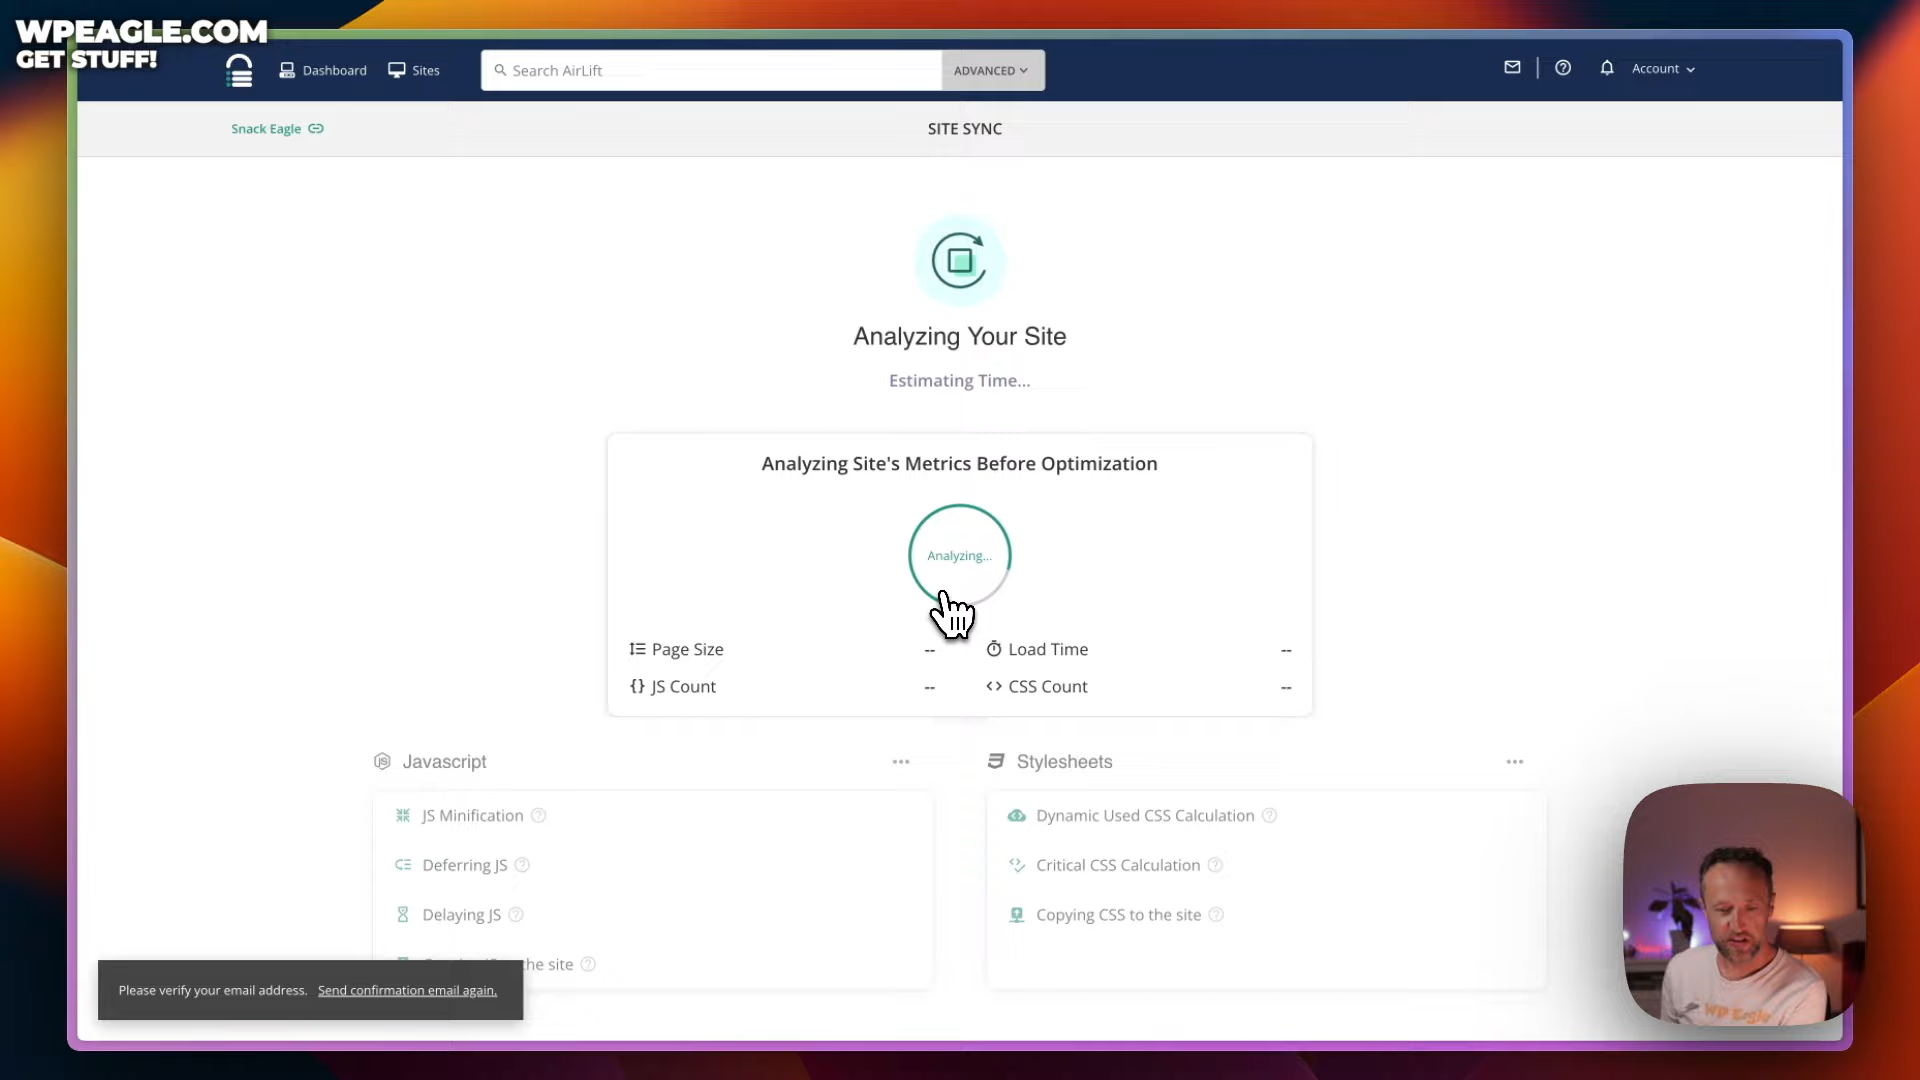 WPEAGLE.COM
GET STUFF!
Dashboard
Sites
Search AirLift
ADVANCED
Account
Snack Eagle
SITE SYNC
Analyzing Your Site
Estimating Time...
Analyzing Site's Metrics Before Optimization
Analyzing...
Page Size --
Load Time --
{} JS Count --
<> CSS Count --
Javascript
Stylesheets
JS Minification
Dynamic Used CSS Calculation
Deferring JS
Critical CSS Calculation
Delaying JS
Copying CSS to the site
the site
Please verify your email address. Send confirmation email again.
WP Eagle